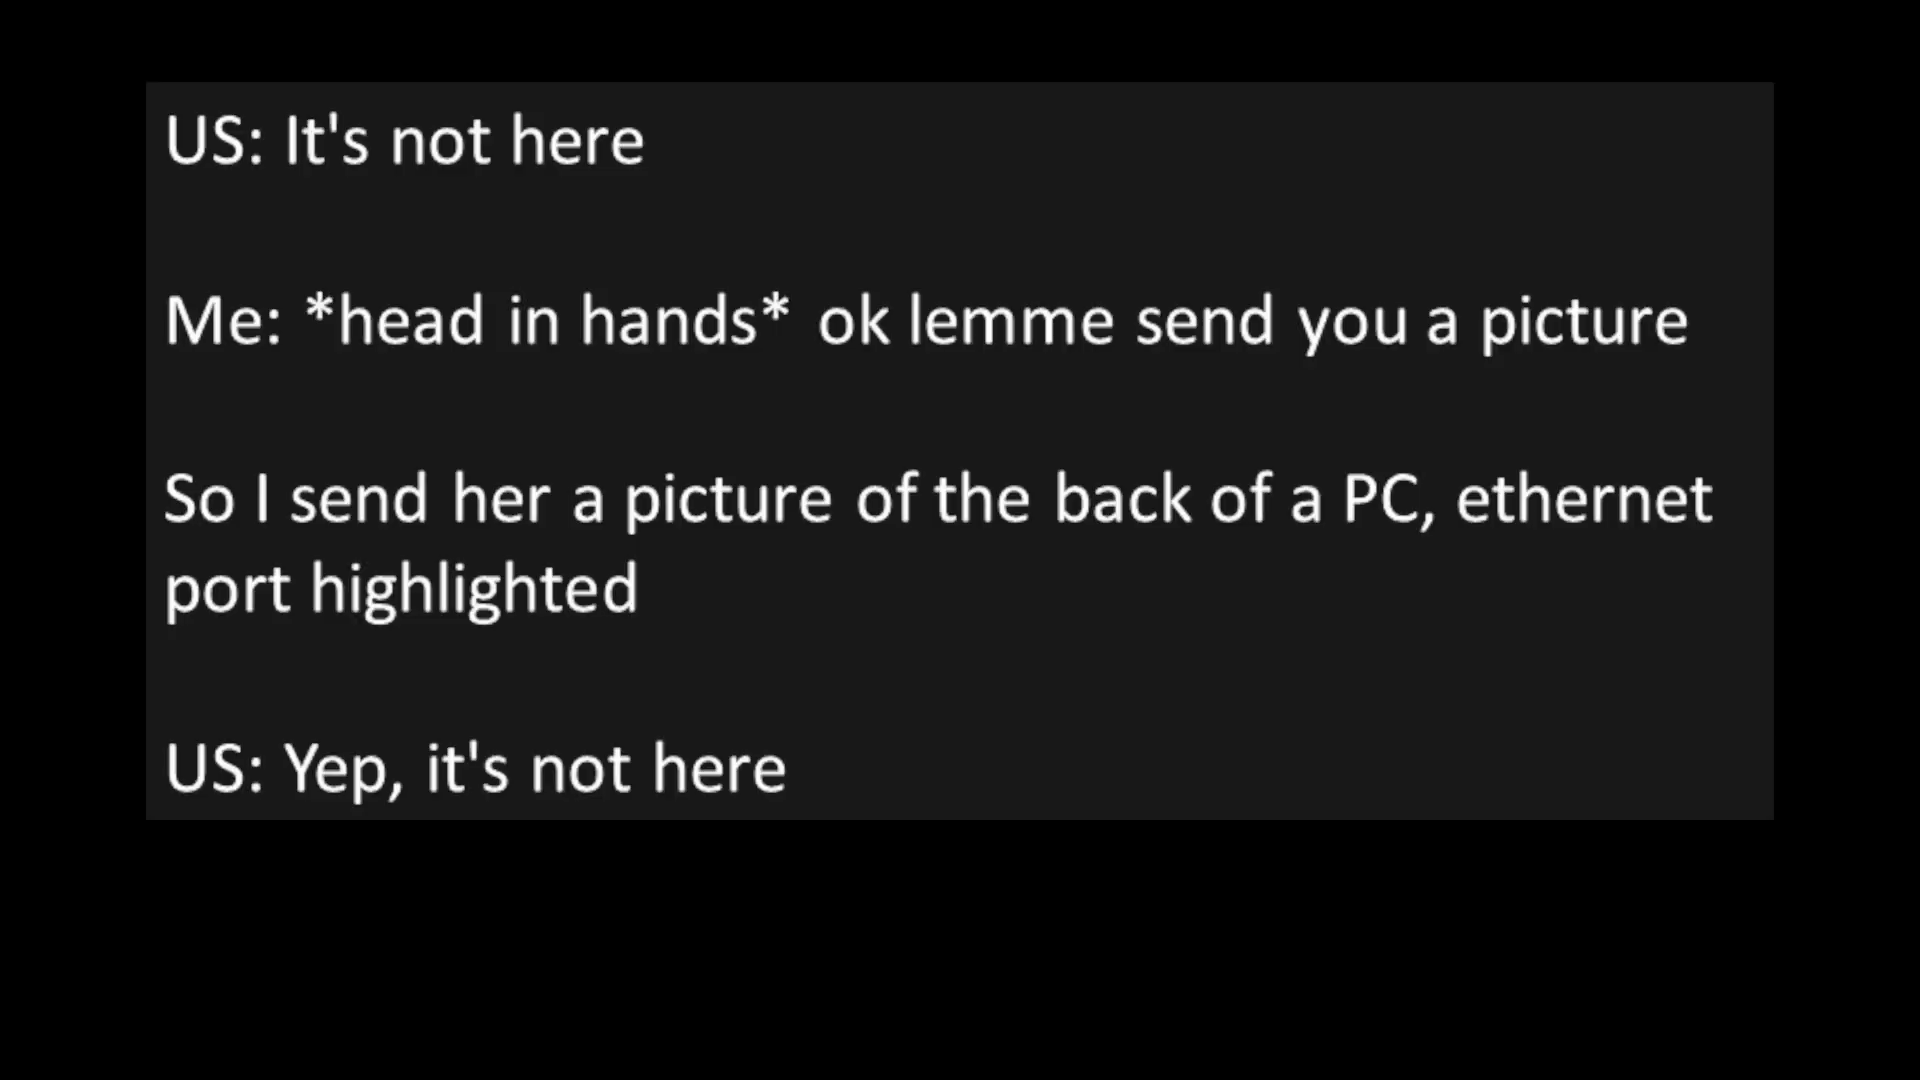 US: It's not here
Me: *head in hands* ok lemme send you a picture
So I send her a picture of the back of a PC, ethernet
port highlighted
US: Yep, it's not here